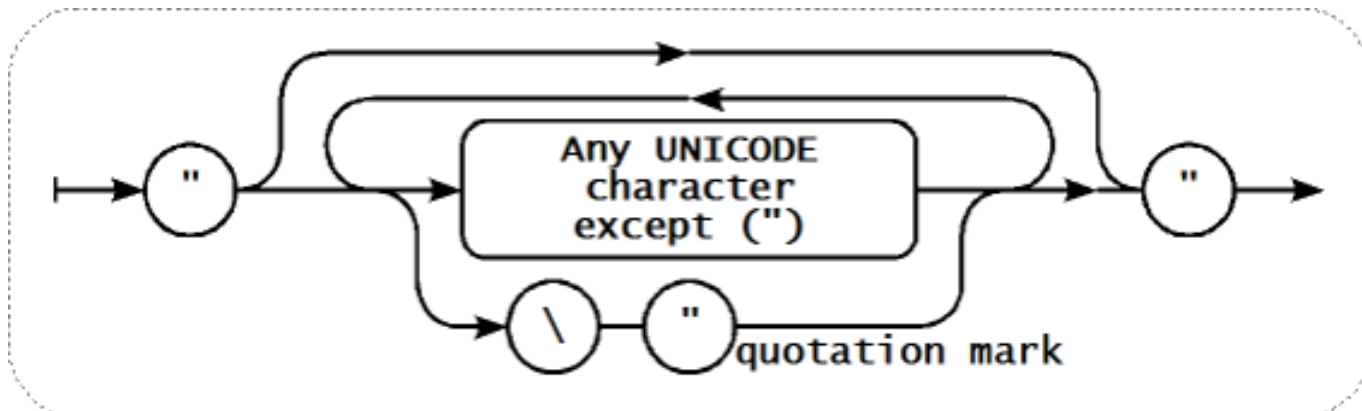 "
Any UNICODE
character
except (")
"
\
"
quotation mark